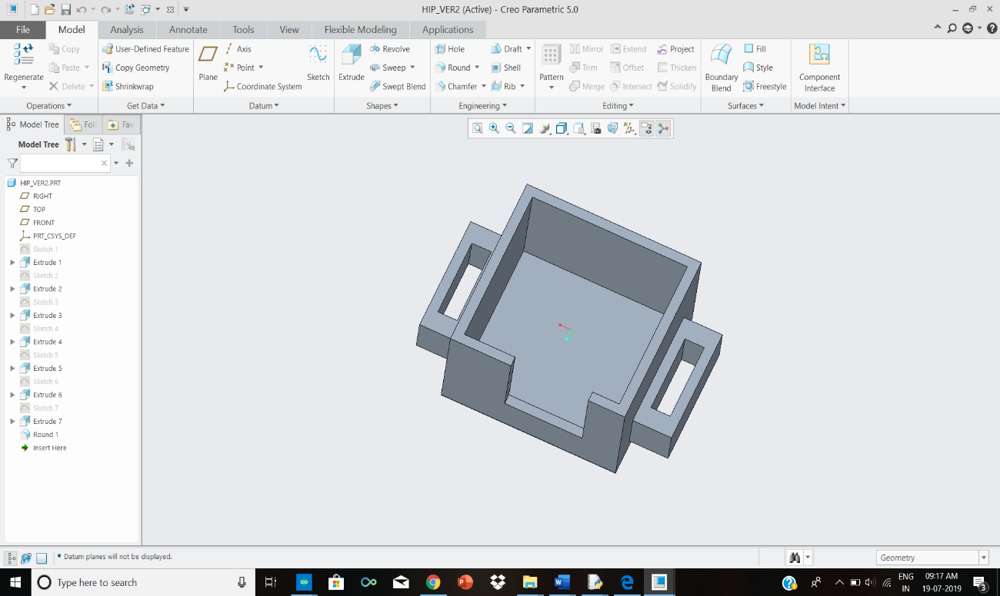 HIP_VER2 (Active) - Creo Parametric 5.0
File Model Analysis Annotate Tools View Flexible Modeling Applications
Regenerate
Copy
Paste
Delete
Operations
User-Defined Feature
Copy Geometry
Shrinkwrap
Get Data
Plane
Axis
Point
Coordinate System
Sketch
Datum
Extrude
Revolve
Sweep
Swept Blend
Shapes
Hole
Round
Chamfer
Draft
Shell
Rib
Engineering
Pattern
Mirror
Trim
Merge
Extend
Offset
Intersect
Project
Thicken
Solidify
Editing
Boundary
Blend
Fill
Style
Freestyle
Surfaces
Component
Interface
Model Intent
Model Tree Fol Fav
Model Tree
HIP_VER2.PRT
RIGHT
TOP
FRONT
PRT_CSYS_DEF
Sketch 1
Extrude 1
Sketch 2
Extrude 2
Sketch 3
Extrude 3
Sketch 4
Extrude 4
Sketch 5
Extrude 5
Sketch 6
Extrude 6
Sketch 7
Extrude 7
Round 1
Insert Here
Datum planes will not be displayed.
Geometry
Type here to search
ENG
IN
09:17 AM
19-07-2019
3